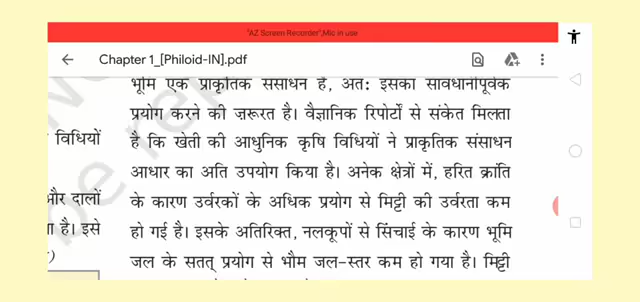 "AZ Screen Recorder",Mic in use
Chapter 1_[Philoid-IN].pdf
भूमि एक प्राकृतिक संसाधन है, अतः इसका सावधानीपूर्वक
प्रयोग करने की ज़रूरत है। वैज्ञानिक रिपोर्टों से संकेत मिलता
विधियों
है कि खेती की आधुनिक कृषि विधियों ने प्राकृतिक संसाधन
आधार का अति उपयोग किया है। अनेक क्षेत्रों में, हरित क्रांति
और दालों
के कारण उर्वरकों के अधिक प्रयोग से मिट्टी की उर्वरता कम
है। इसे
हो गई है। इसके अतिरिक्त, नलकूपों से सिंचाई के कारण भूमि
जल के सतत् प्रयोग से भौम जल-स्तर कम हो गया है। मिट्टी
be re